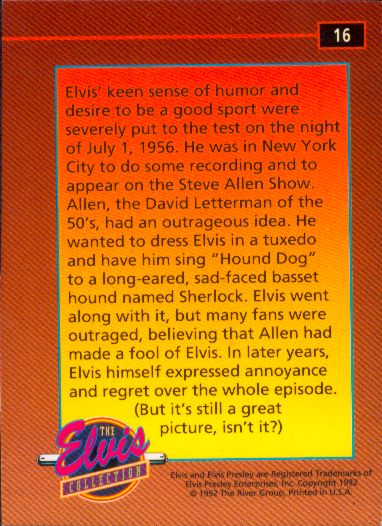 16
Elvis' keen sense of humor and
desire to be a good sport were
severely put to the test on the night
of July 1, 1956. He was in New York
City to do some recording and to
appear on the Steve Allen Show.
Allen, the David Letterman of the
50's, had an outrageous idea. He
wanted to dress Elvis in a tuxedo
and have him sing "Hound Dog"
to a long-eared, sad-faced basset
hound named Sherlock. Elvis went
along with it, but many fans were
outraged, believing that Allen had
made a fool of Elvis. In later years,
Elvis himself expressed annoyance
and regret over the whole episode.
(But it's still a great
picture, isn't it?)
THE
Elvis
COLLECTION
Elvis and Elvis Presley are Registered Trademarks of
Elvis Presley Enterprises, Inc. Copyright 1992
© 1992 The River Group, Printed in U.S.A.